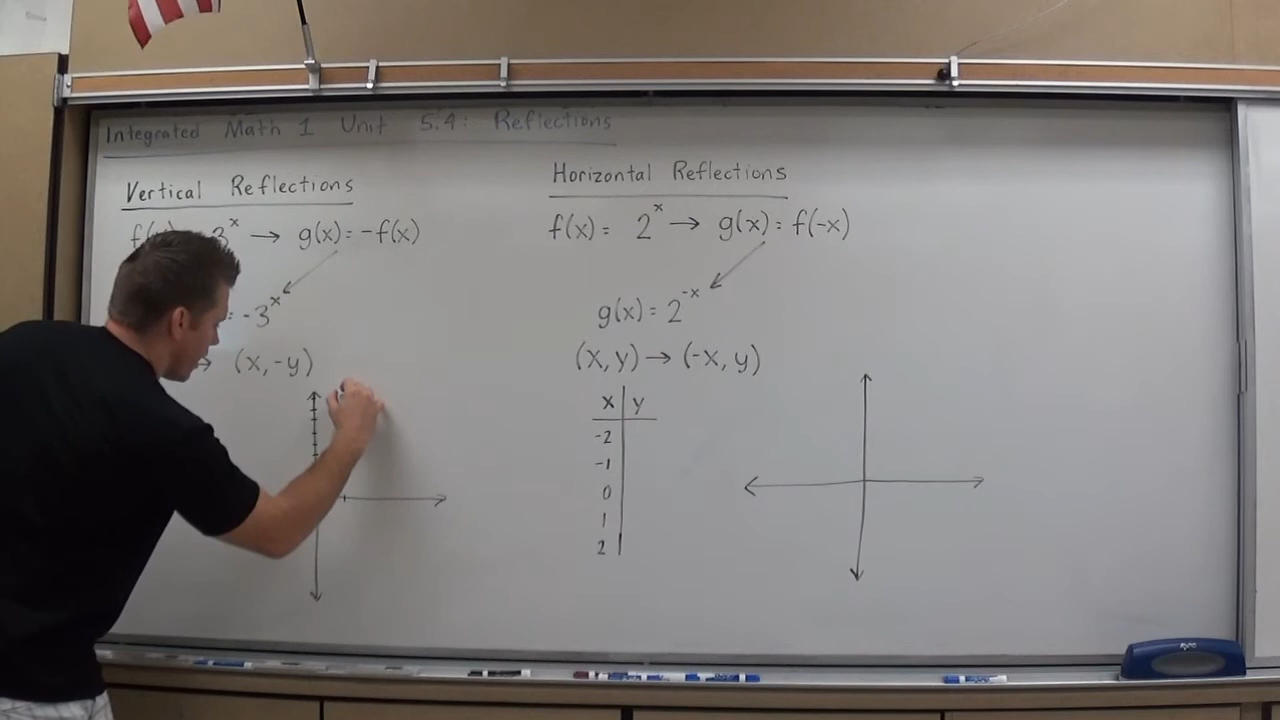 Integrated Math 1 Unit 5.4: Reflections
Vertical Reflections
3^x → g(x) = -f(x)
= -3^x
→ (x, -y)
Horizontal Reflections
f(x) = 2^x → g(x) = f(-x)
g(x) = 2^-x
(x, y) → (-x, y)
x y
-2
-1
0
1
2